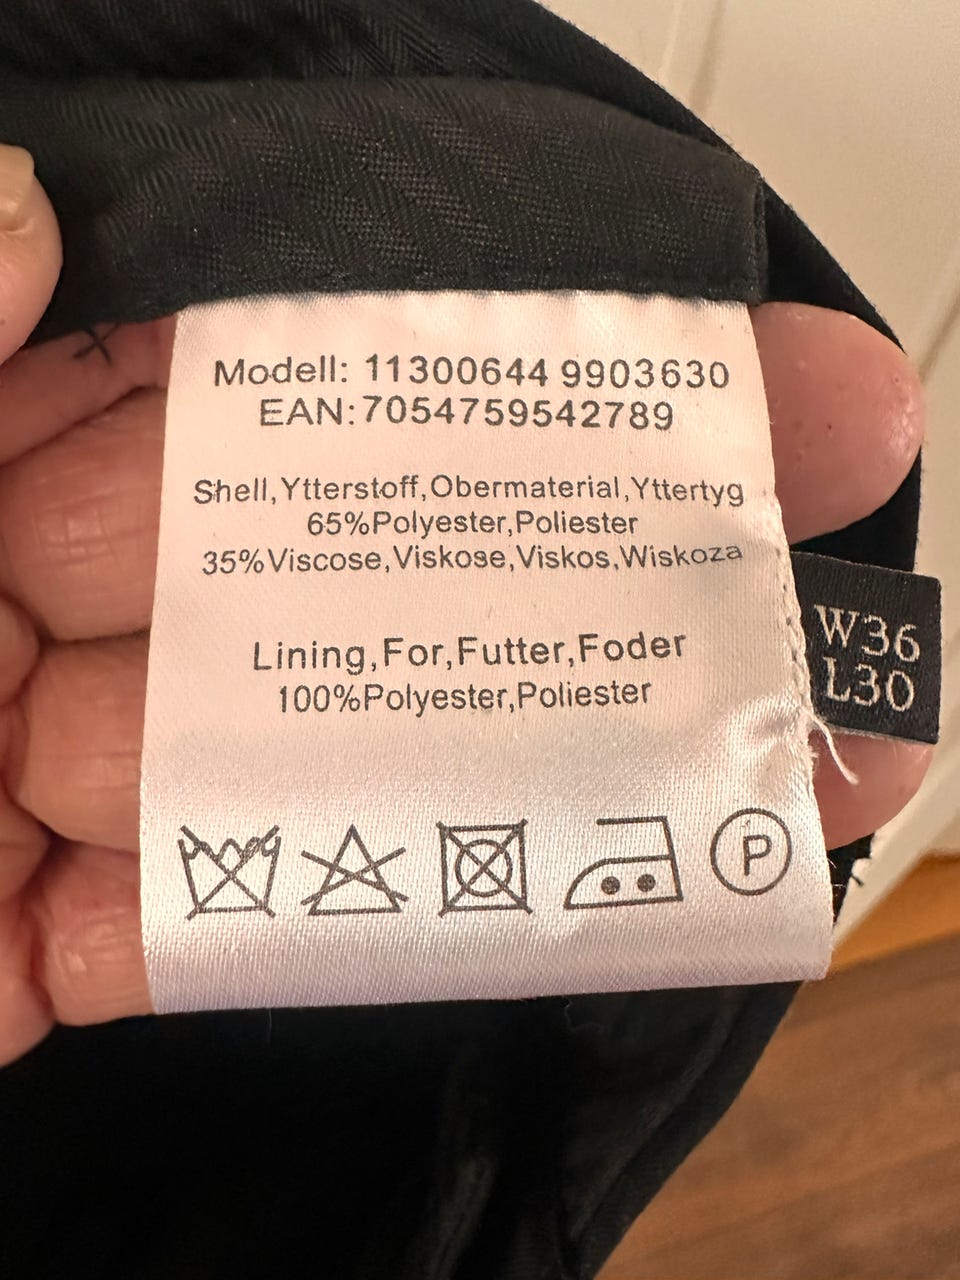 Modell: 11300644 9903630
EAN:7054759542789
Shell,Ytterstoff,Obermaterial,Yttertyg
65%Polyester,Poliester
35%Viscose,Viskose,Viskos,Wiskoza
Lining,For,Futter,Foder
100%Polyester,Poliester
P
W36
L30